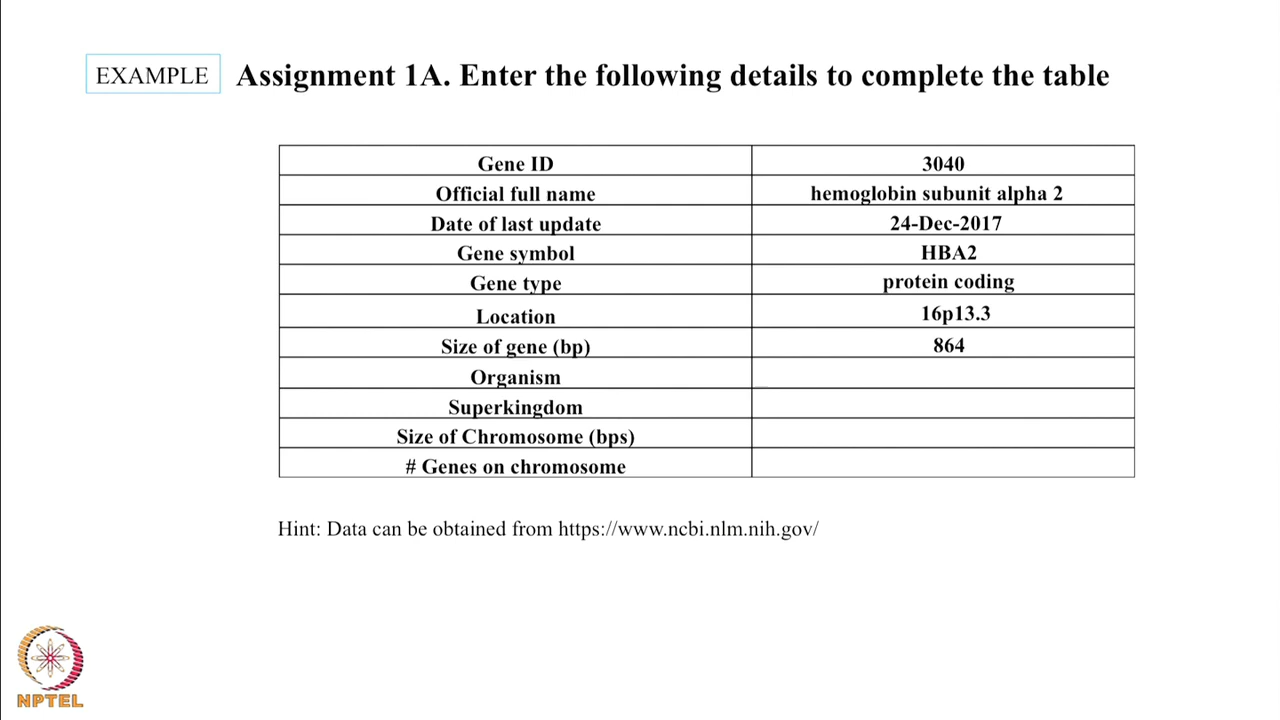 EXAMPLE Assignment 1A. Enter the following details to complete the table
Gene ID 3040
Official full name hemoglobin subunit alpha 2
Date of last update 24-Dec-2017
Gene symbol HBA2
Gene type protein coding
Location 16p13.3
Size of gene (bp) 864
Organism
Superkingdom
Size of Chromosome (bps)
# Genes on chromosome
Hint: Data can be obtained from https://www.ncbi.nlm.nih.gov/
NPTEL